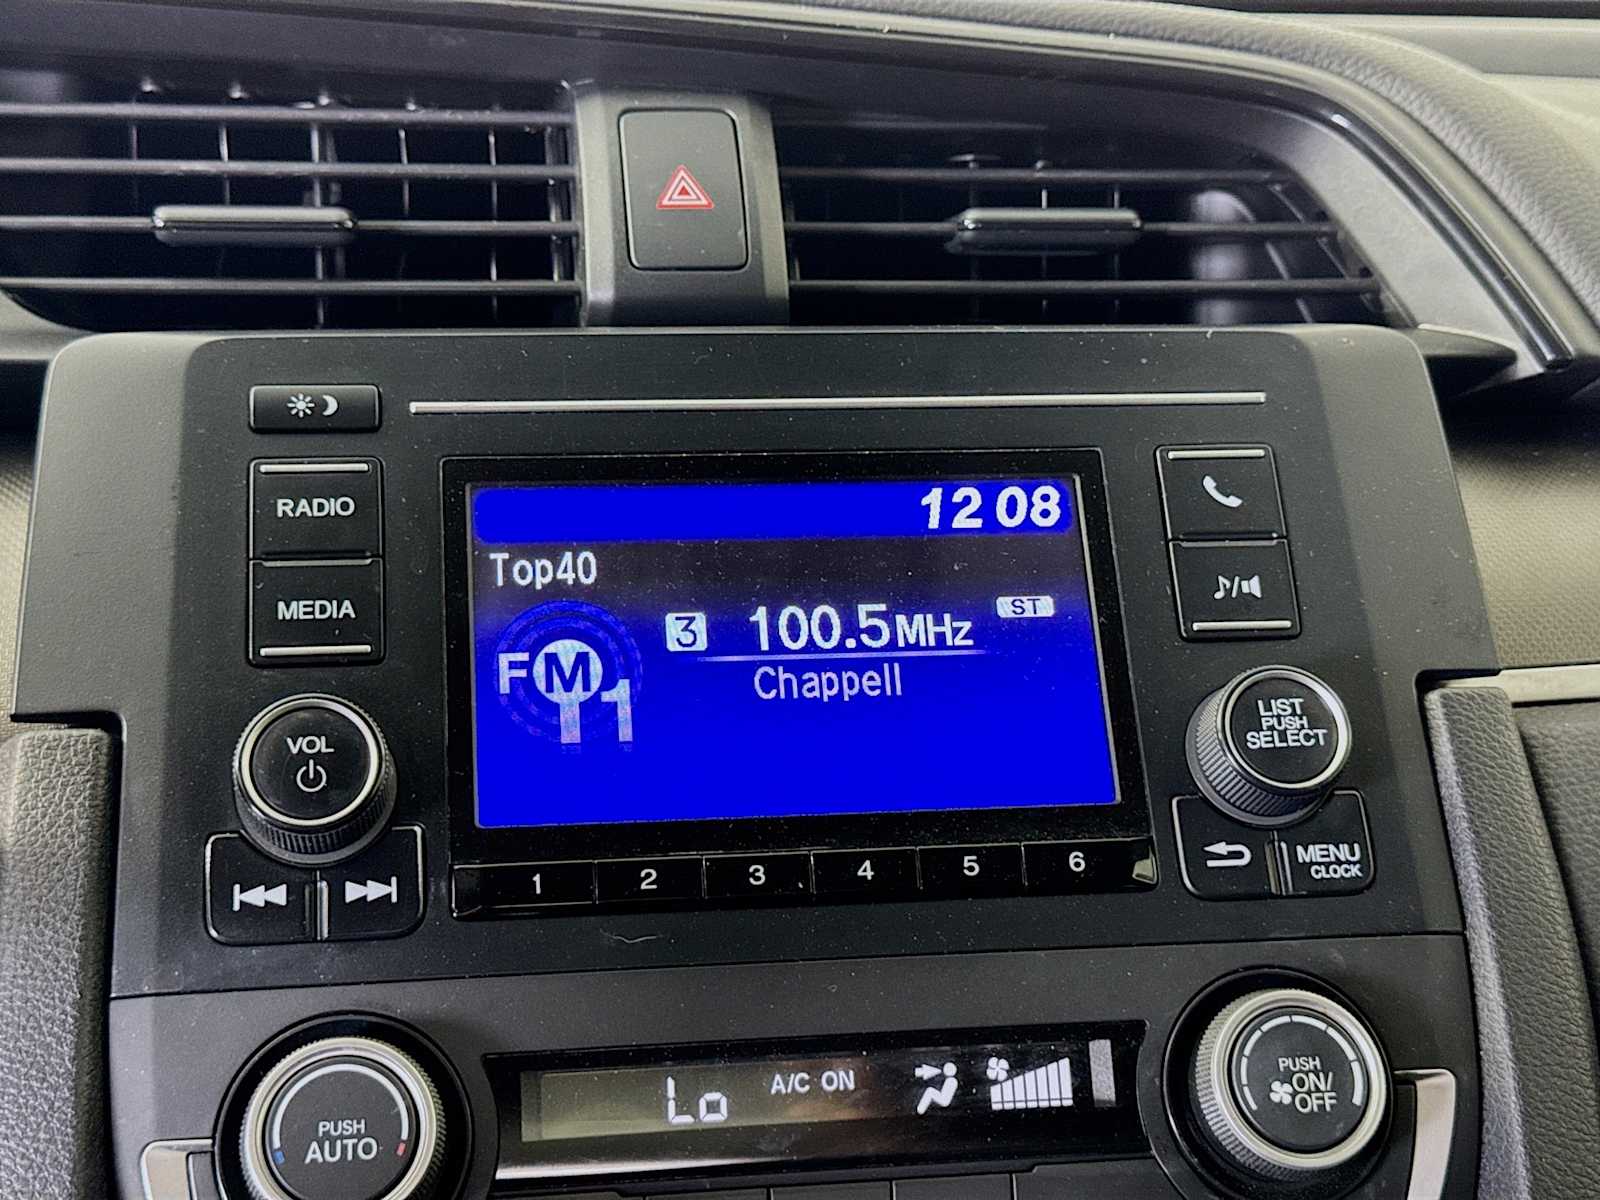 RADIO
MEDIA
VOL
12 08
Top40
FM
11
3 100.5MHz ST
Chappell
LIST
PUSH
SELECT
MENU
CLOCK
1 2 3 4 5 6
PUSH
AUTO
Lo
A/C ON
PUSH
ON/
OFF